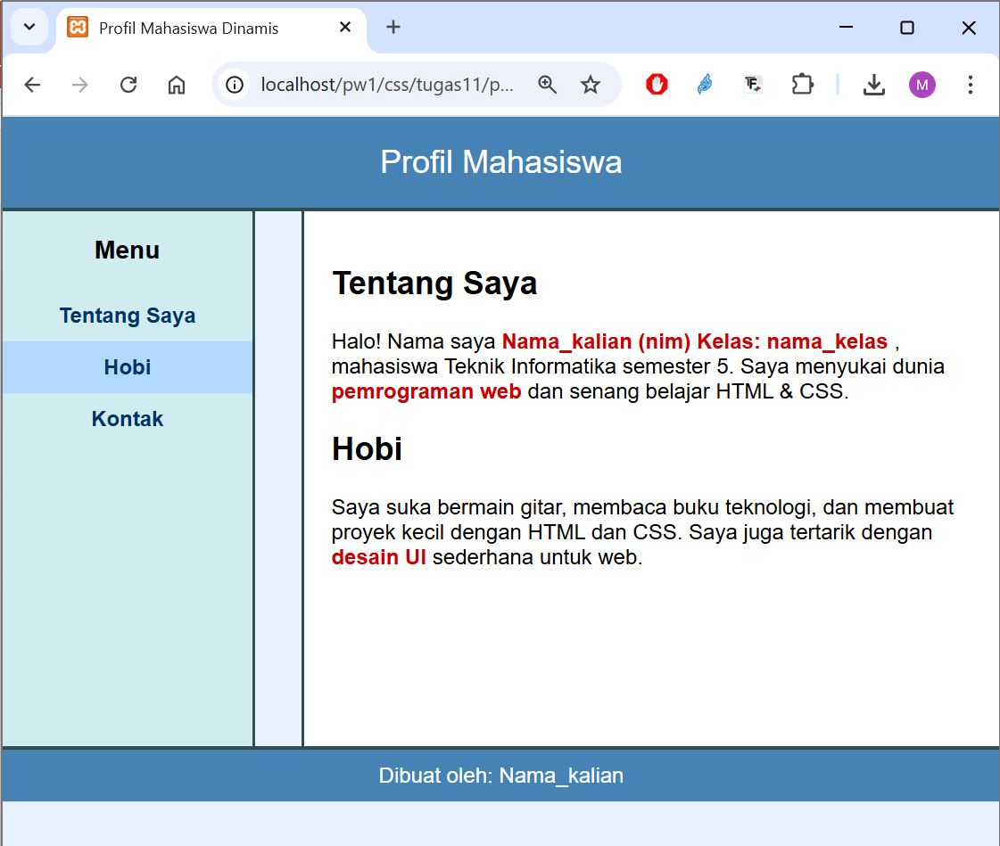 Profil Mahasiswa Dinamis
localhost/pw1/css/tugas11/p...
M
Profil Mahasiswa
Menu
Tentang Saya
Hobi
Kontak
Tentang Saya
Halo! Nama saya Nama_kalian (nim) Kelas: nama_kelas ,
mahasiswa Teknik Informatika semester 5. Saya menyukai dunia
pemrograman web dan senang belajar HTML & CSS.
Hobi
Saya suka bermain gitar, membaca buku teknologi, dan membuat
proyek kecil dengan HTML dan CSS. Saya juga tertarik dengan
desain UI sederhana untuk web.
Dibuat oleh: Nama_kalian